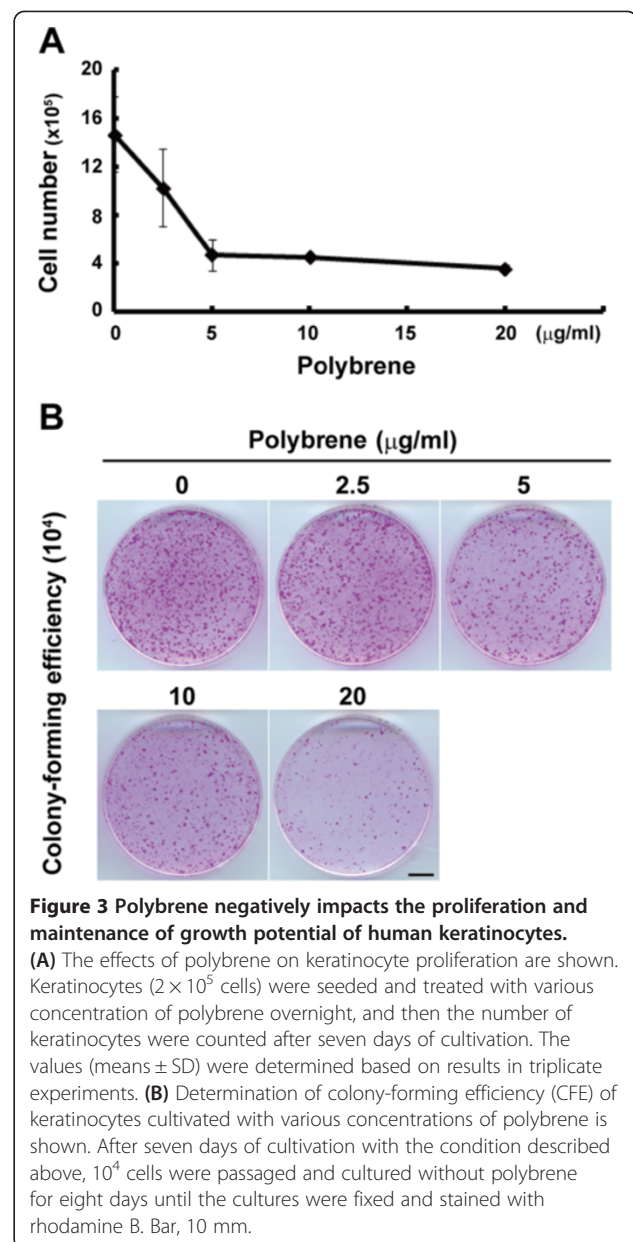 A
20
16
12
8
4
0
Cell number (x10⁵)
0 5 10 15 20 (μg/ml)
Polybrene
B
Polybrene (μg/ml)
0 2.5 5
10 20
Colony-forming efficiency (10⁴)
Figure 3 Polybrene negatively impacts the proliferation and
maintenance of growth potential of human keratinocytes.
(A) The effects of polybrene on keratinocyte proliferation are shown.
Keratinocytes (2 × 10⁵ cells) were seeded and treated with various
concentration of polybrene overnight, and then the number of
keratinocytes were counted after seven days of cultivation. The
values (means ± SD) were determined based on results in triplicate
experiments. (B) Determination of colony-forming efficiency (CFE) of
keratinocytes cultivated with various concentrations of polybrene is
shown. After seven days of cultivation with the condition described
above, 10⁴ cells were passaged and cultured without polybrene
for eight days until the cultures were fixed and stained with
rhodamine B. Bar, 10 mm.